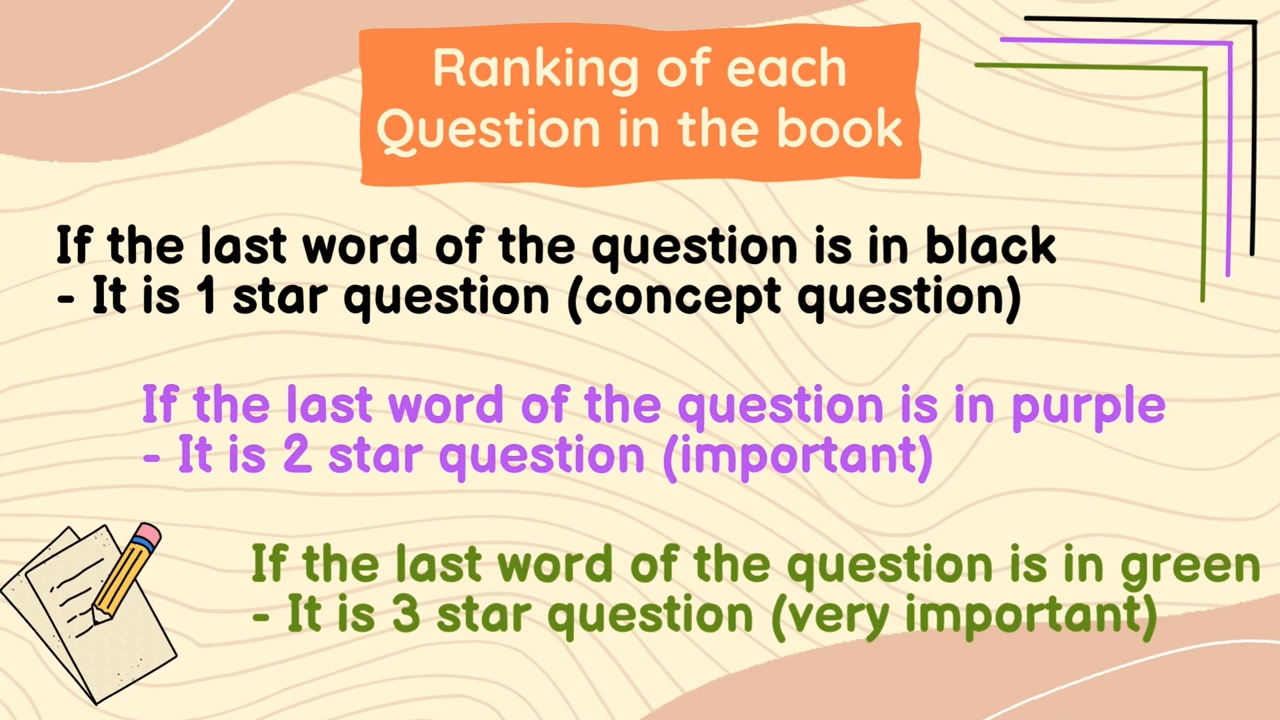 Ranking of each
Question in the book
If the last word of the question is in black
- It is 1 star question (concept question)
If the last word of the question is in purple
- It is 2 star question (important)
If the last word of the question is in green
- It is 3 star question (very important)